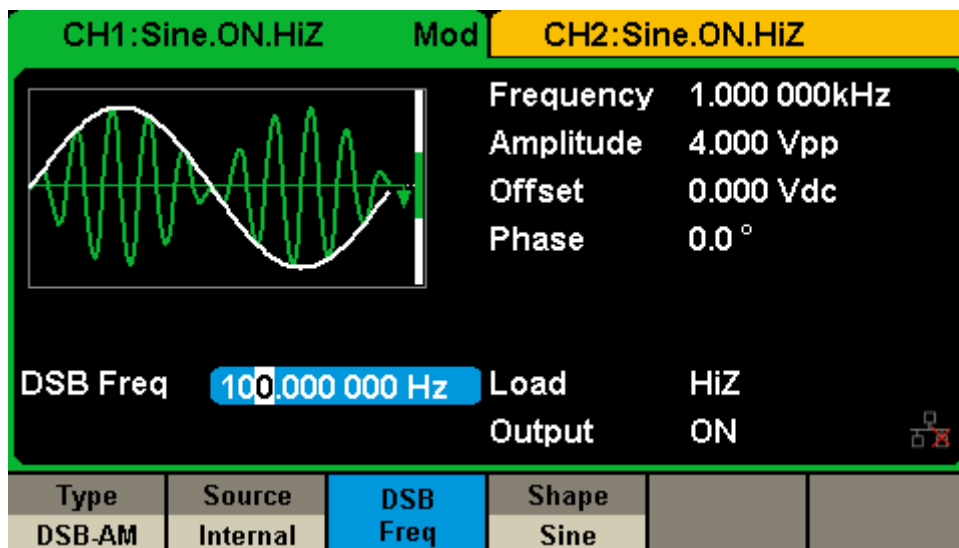 CH1:Sine.ON.HiZ Mod CH2:Sine.ON.HiZ
Frequency 1.000 000kHz
Amplitude 4.000 Vpp
Offset 0.000 Vdc
Phase 0.0 °
DSB Freq 100.000 000 Hz Load HiZ
Output ON
Type Source DSB Freq Shape
DSB-AM Internal Sine